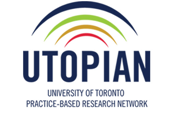 UTOPIAN
UNIVERSITY OF TORONTO
PRACTICE-BASED RESEARCH NETWORK